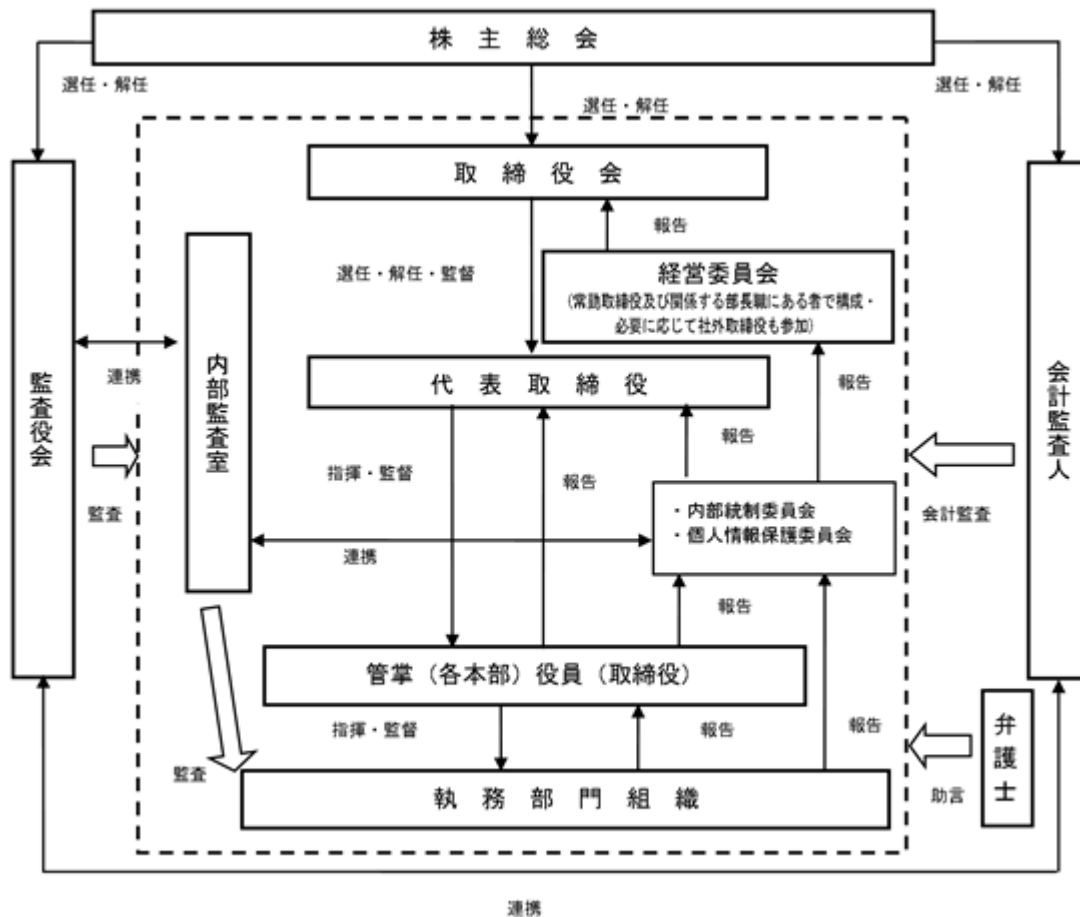 株主総会
選任・解任
選任・解任
選任・解任
取締役会
報告
選任・解任・監督
経営委員会
(常勤取締役及び関係する部長職にある者で構成・
必要に応じて社外取締役も参加)
監査役会
連携
内部監査室
代表取締役
報告
会計監査人
指揮・監督
報告
報告
監査
・内部統制委員会
・個人情報保護委員会
会計監査
連携
報告
管掌(各本部)役員(取締役)
指揮・監督
報告
報告
弁護士
監査
執務部門組織
助言
連携